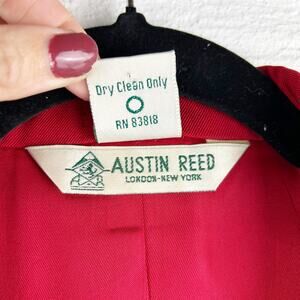 Dry Clean Only
RN 83818
AUSTIN REED
LONDON-NEW YORK